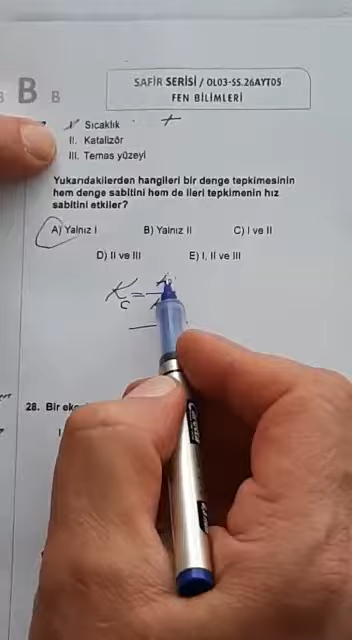 B B
SAFİR SERİSİ / OL03-SS.26AYT05
FEN BİLİMLERİ
Sıcaklık
II. Katalizör
III. Temas yüzeyi
Yukarıdakilerden hangileri bir denge tepkimesinin
hem denge sabitini hem de ileri tepkimenin hız
sabitini etkiler?
A) Yalnız I B) Yalnız II C) I ve II
D) II ve III E) I, II ve III
Kc =
28. Bir